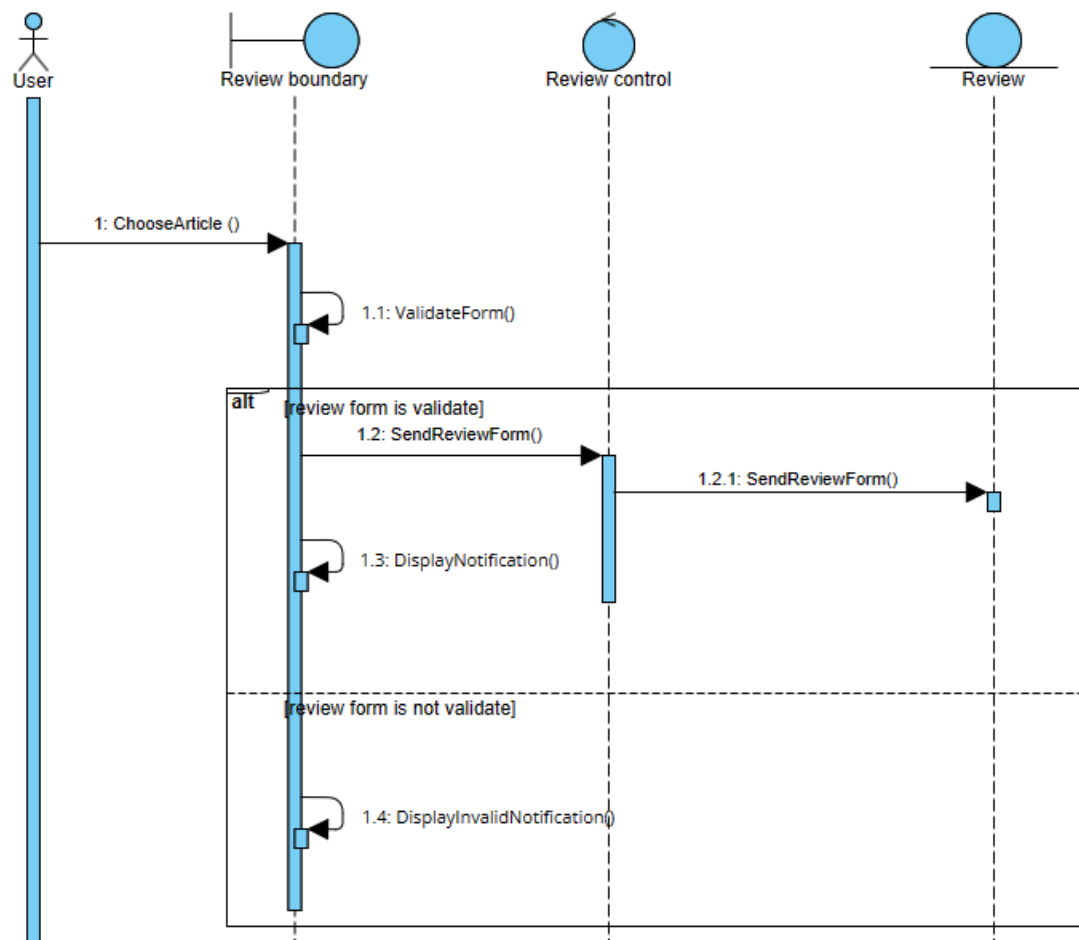 User
Review boundary
Review control
Review
1: ChooseArticle ()
1.1: ValidateForm()
alt
[review form is validate]
1.2: SendReviewForm()
1.2.1: SendReviewForm()
1.3: DisplayNotification()
[review form is not validate]
1.4: DisplayInvalidNotification()